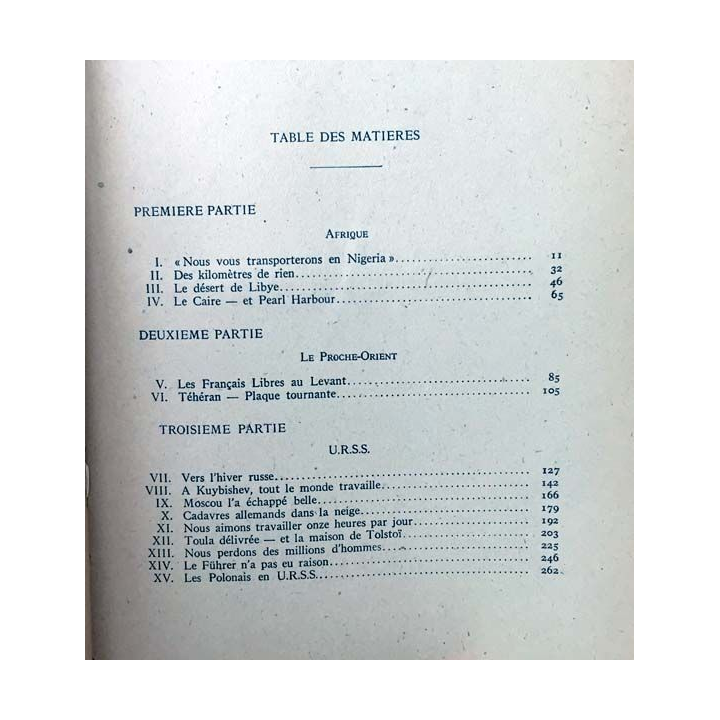 TABLE DES MATIERES
PREMIERE PARTIE
AFRIQUE
I. « Nous vous transporterons en Nigeria » 11
II. Des kilomètres de rien 32
III. Le désert de Libye 46
IV. Le Caire — et Pearl Harbour 65
DEUXIEME PARTIE
LE PROCHE-ORIENT
V. Les Français Libres au Levant 85
VI. Téhéran — Plaque tournante 105
TROISIEME PARTIE
U.R.S.S.
VII. Vers l'hiver russe 127
VIII. A Kuybishev, tout le monde travaille 142
IX. Moscou l'a échappé belle 166
X. Cadavres allemands dans la neige 179
XI. Nous aimons travailler onze heures par jour 192
XII. Toula délivrée — et la maison de Tolstoï 203
XIII. Nous perdons des millions d'hommes 225
XIV. Le Führer n'a pas eu raison 246
XV. Les Polonais en U.R.S.S. 262